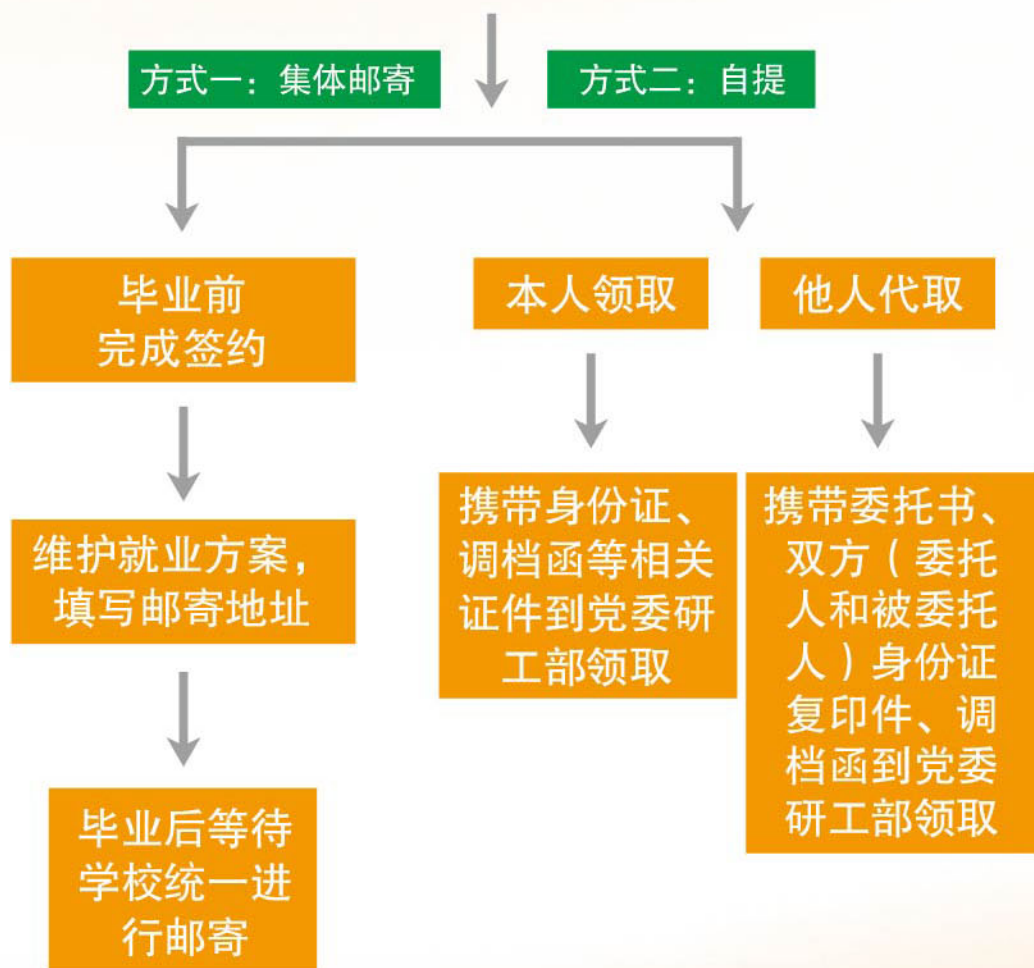 方式一：集体邮寄
方式二：自提
毕业前
完成签约
维护就业方案，
填写邮寄地址
毕业后等待
学校统一进
行邮寄
本人领取
携带身份证、
调档函等相关
证件到党委研
工部领取
他人代取
携带委托书、
双方（委托
人和被委托
人）身份证
复印件、调
档函到党委
研工部领取